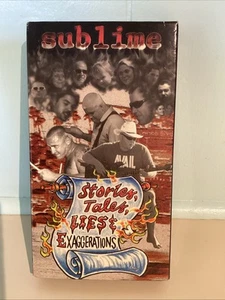 sublime
Stories,
Tales,
LIES &
EXAGGERATIONS